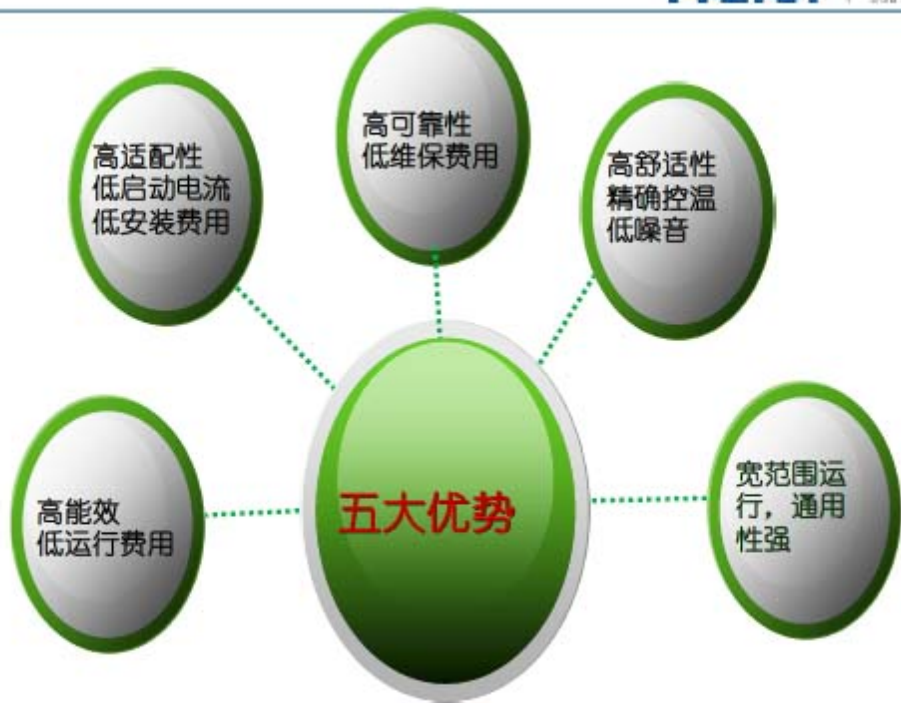 高可靠性
低维保费用
高适配性
低启动电流
低安装费用
高舒适性
精确控温
低噪音
高能效
低运行费用
五大优势
宽范围运
行，通用
性强